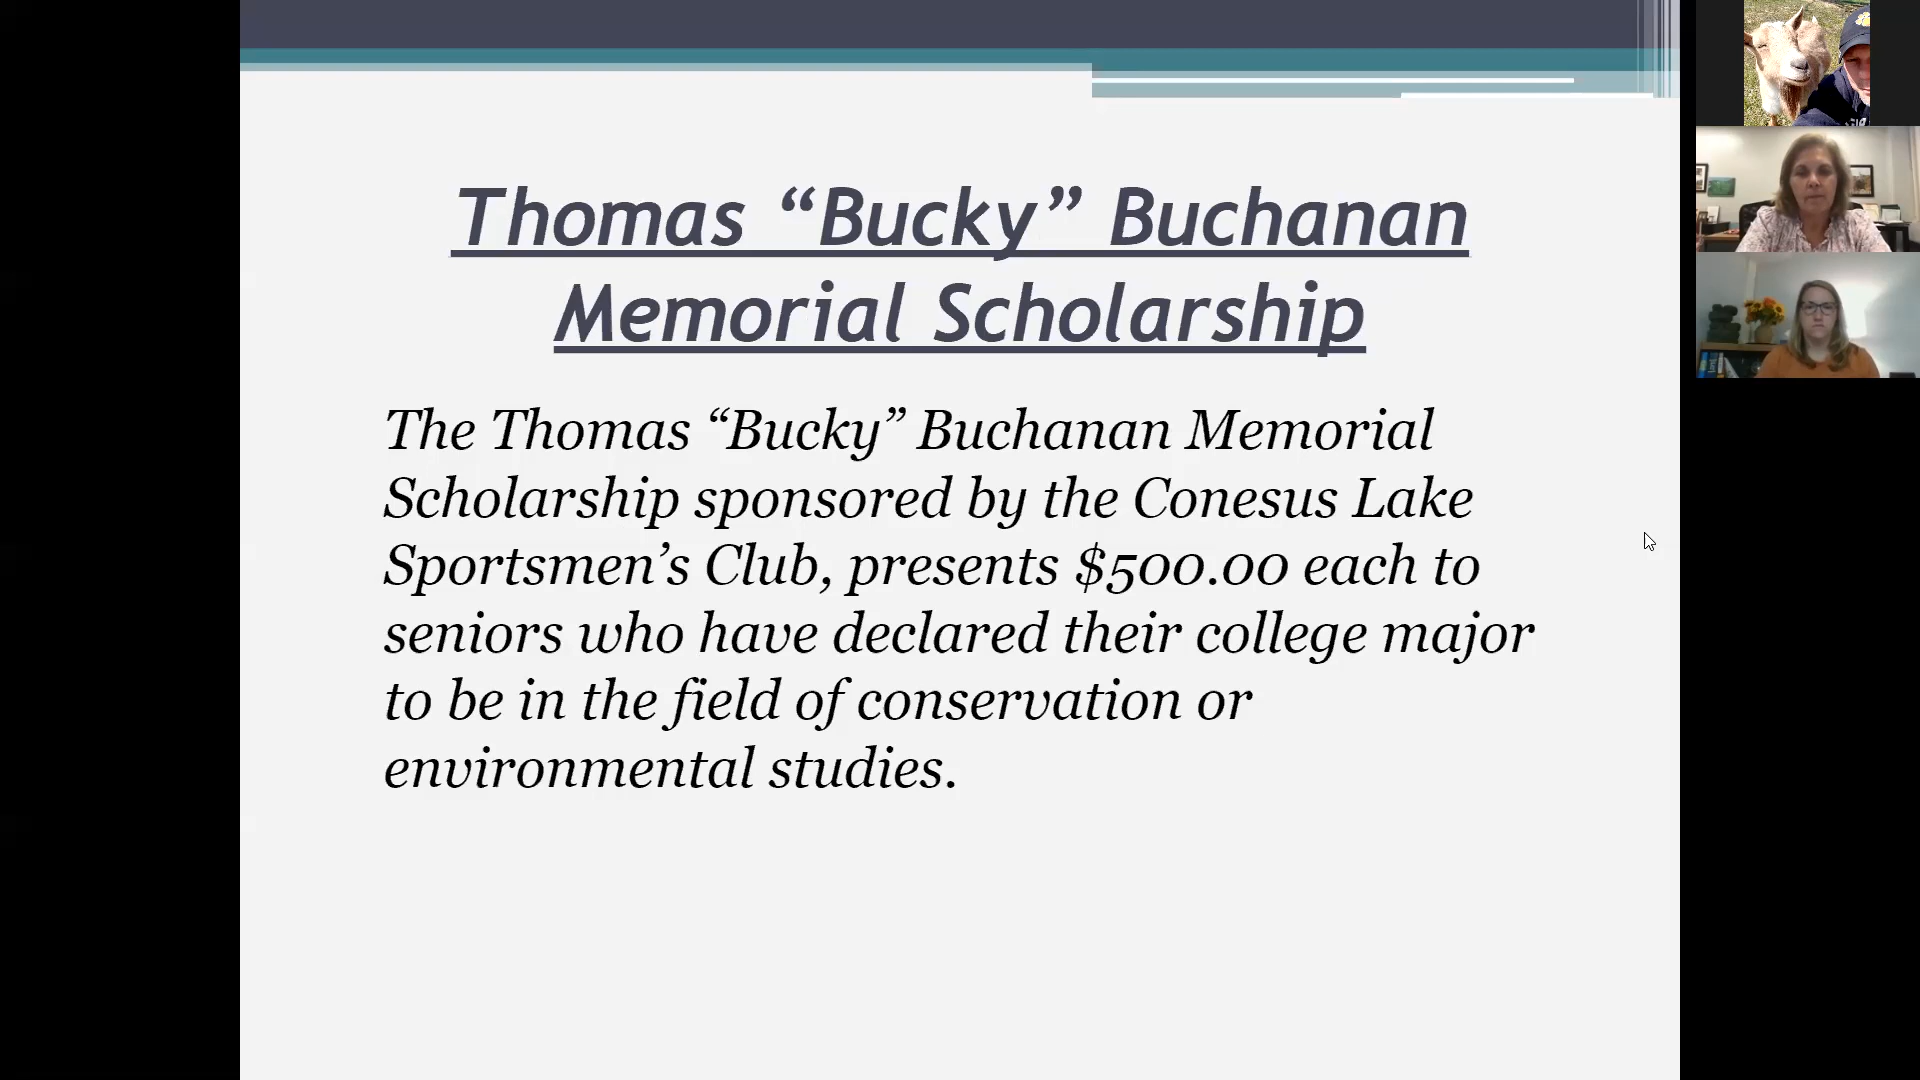 Thomas “Bucky” Buchanan
Memorial Scholarship
The Thomas “Bucky” Buchanan Memorial
Scholarship sponsored by the Conesus Lake
Sportsmen’s Club, presents $500.00 each to
seniors who have declared their college major
to be in the field of conservation or
environmental studies.